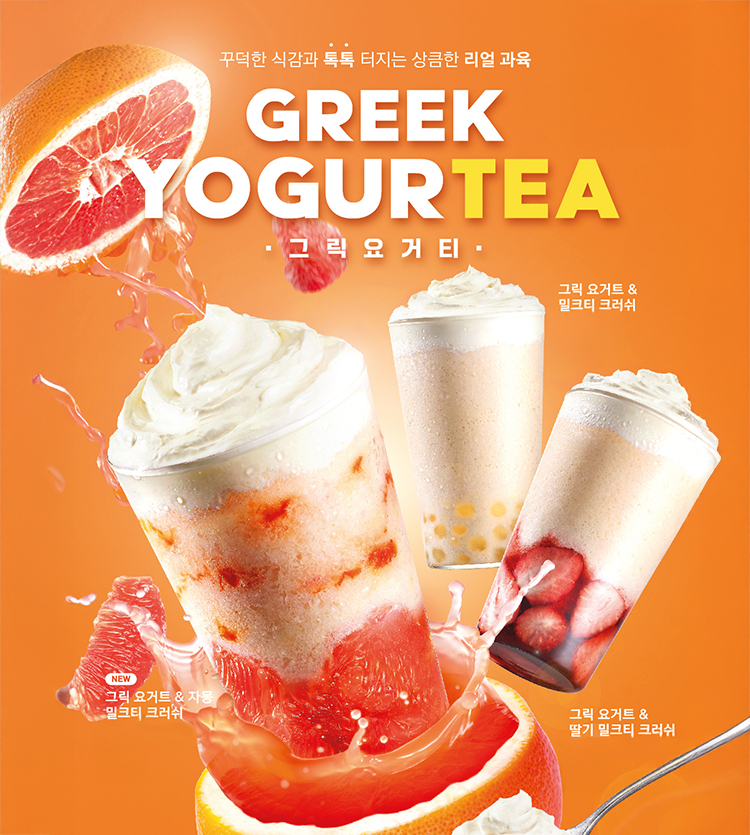 꾸덕한 식감과 톡톡 터지는 상큼한 리얼 과육
GREEK
YOGURTEA
·그릭요거티·
그릭 요거트 &
밀크티 크러쉬
NEW
그릭 요거트 & 자몽
밀크티 크러쉬
그릭 요거트 &
딸기 밀크티 크러쉬